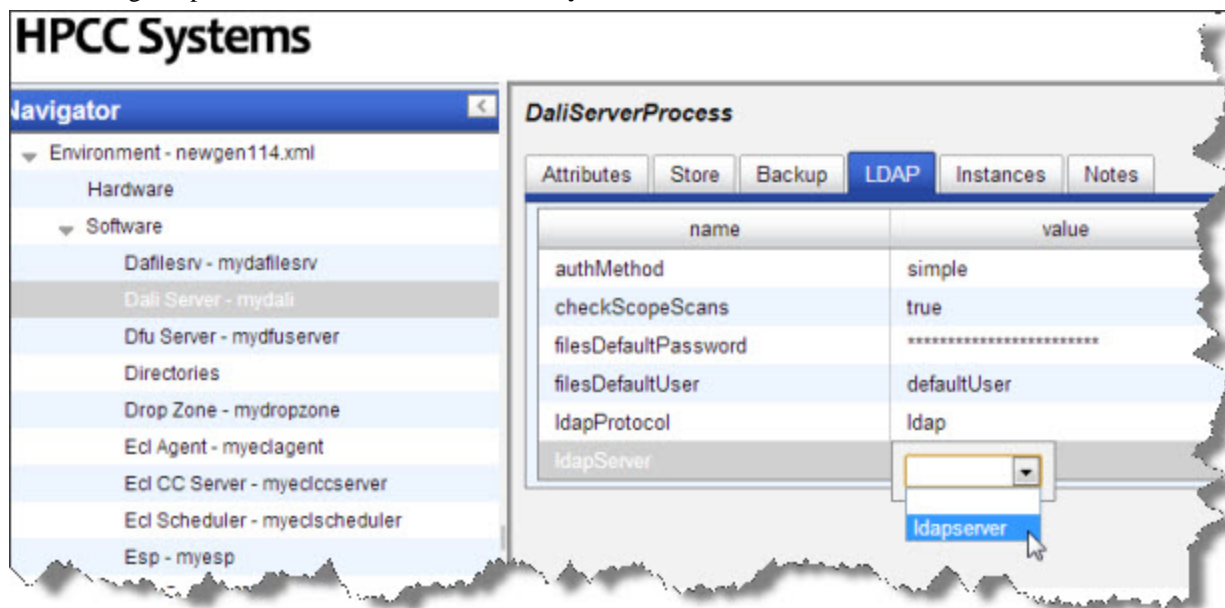 HPCC Systems
Navigator
Environment - newgen114.xml
Hardware
Software
Dafilesrv - mydafilesrv
Dali Server - mydali
Dfu Server - mydfuserver
Directories
Drop Zone - mydropzone
Ecl Agent - myeclagent
Ecl CC Server - myeclccserver
Ecl Scheduler - myeclscheduler
Esp - myesp
DaliServerProcess
Attributes Store Backup LDAP Instances Notes
name value
authMethod simple
checkScopeScans true
filesDefaultPassword ************************
filesDefaultUser defaultUser
ldapProtocol ldap
ldapServer
ldapserver